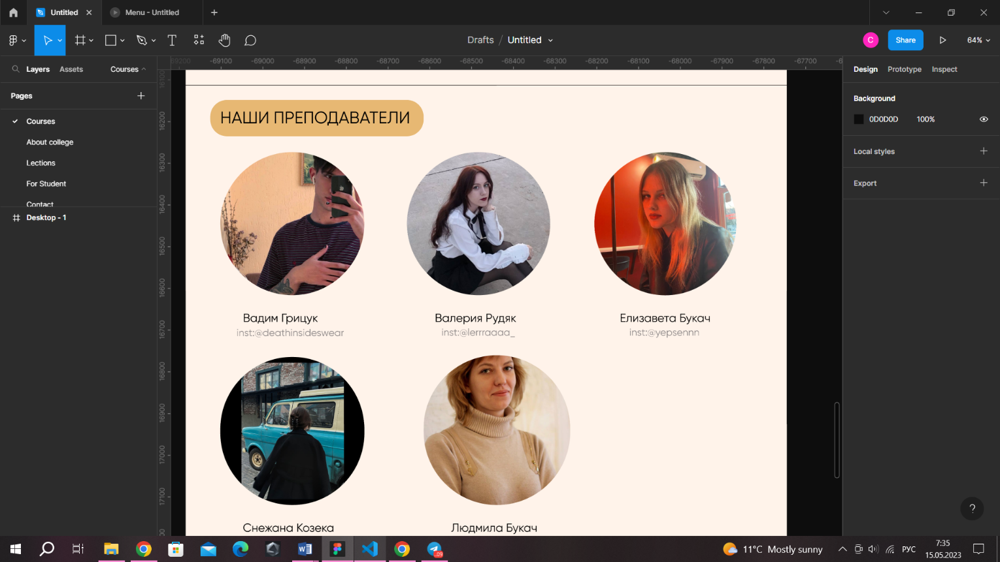 Untitled
Menu - Untitled
Drafts / Untitled
C
Share
64%
Layers
Assets
Courses
Pages
Courses
About college
Lections
For Student
Contact
Desktop - 1
-69200 -69100 -69000 -68900 -68800 -68700 -68600 -68500 -68400 -68300 -68200 -68100 -68000 -67900 -67800 -67700
16100
16200
16300
16400
16500
16600
16700
16800
16900
17000
17100
НАШИ ПРЕПОДАВАТЕЛИ
Вадим Грицук
inst:@deathinsideswear
Валерия Рудяк
inst:@lerrraaaa_
Елизавета Букач
inst:@yepsennn
Снежана Козека
Людмила Букач
Design
Prototype
Inspect
Background
0D0D0D
100%
Local styles
Export
?
.09
11°C Mostly sunny
РУС
7:35
15.05.2023